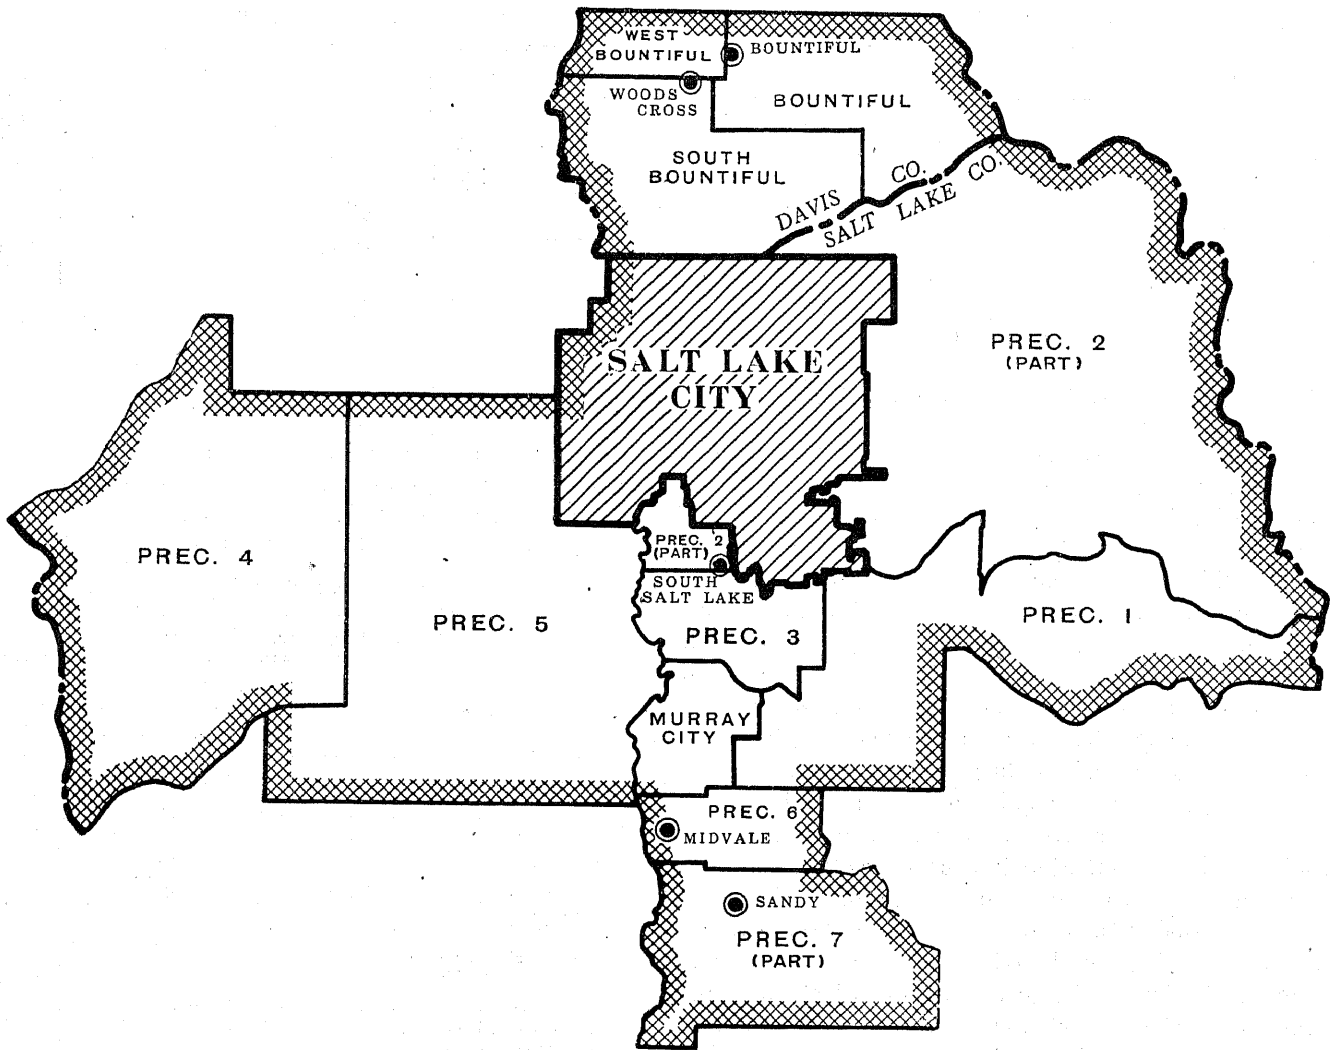 WEST
BOUNTIFUL
BOUNTIFUL
WOODS
CROSS
BOUNTIFUL
SOUTH
BOUNTIFUL
DAVIS CO.
SALT LAKE CO.
SALT LAKE
CITY
PREC. 2
(PART)
PREC. 4
PREC. 2
(PART)
SOUTH
SALT LAKE
PREC. 5
PREC. 3
PREC. 1
MURRAY
CITY
PREC. 6
MIDVALE
SANDY
PREC. 7
(PART)